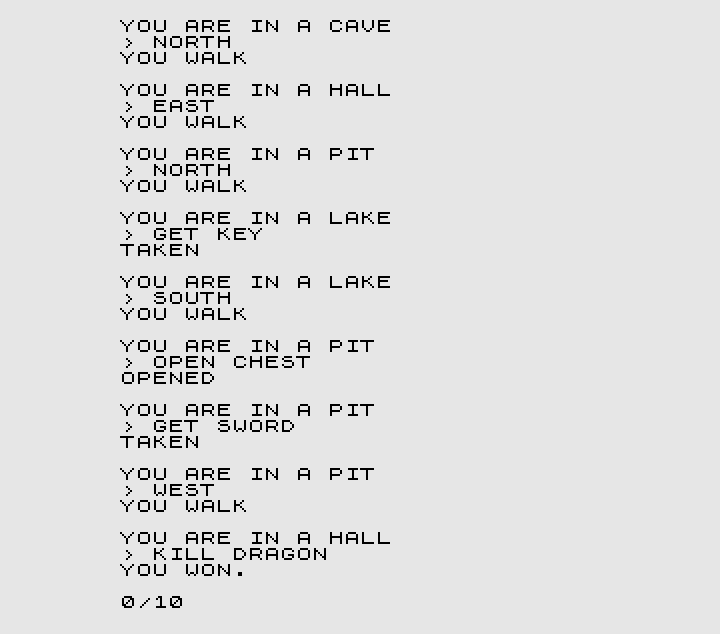 YOU ARE IN A CAVE
> NORTH
YOU WALK
YOU ARE IN A HALL
> EAST
YOU WALK
YOU ARE IN A PIT
> NORTH
YOU WALK
YOU ARE IN A LAKE
> GET KEY
TAKEN
YOU ARE IN A LAKE
> SOUTH
YOU WALK
YOU ARE IN A PIT
> OPEN CHEST
OPENED
YOU ARE IN A PIT
> GET SWORD
TAKEN
YOU ARE IN A PIT
> WEST
YOU WALK
YOU ARE IN A HALL
> KILL DRAGON
YOU WON.
0/10